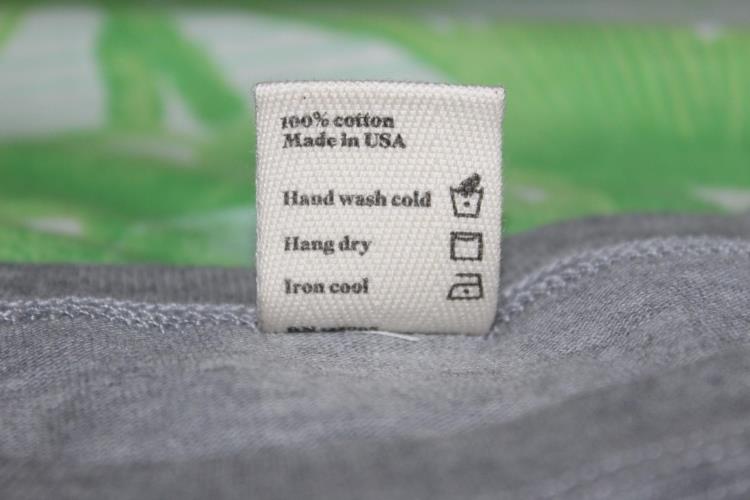 100% cotton
Made in USA
Hand wash cold
Hang dry
Iron cool